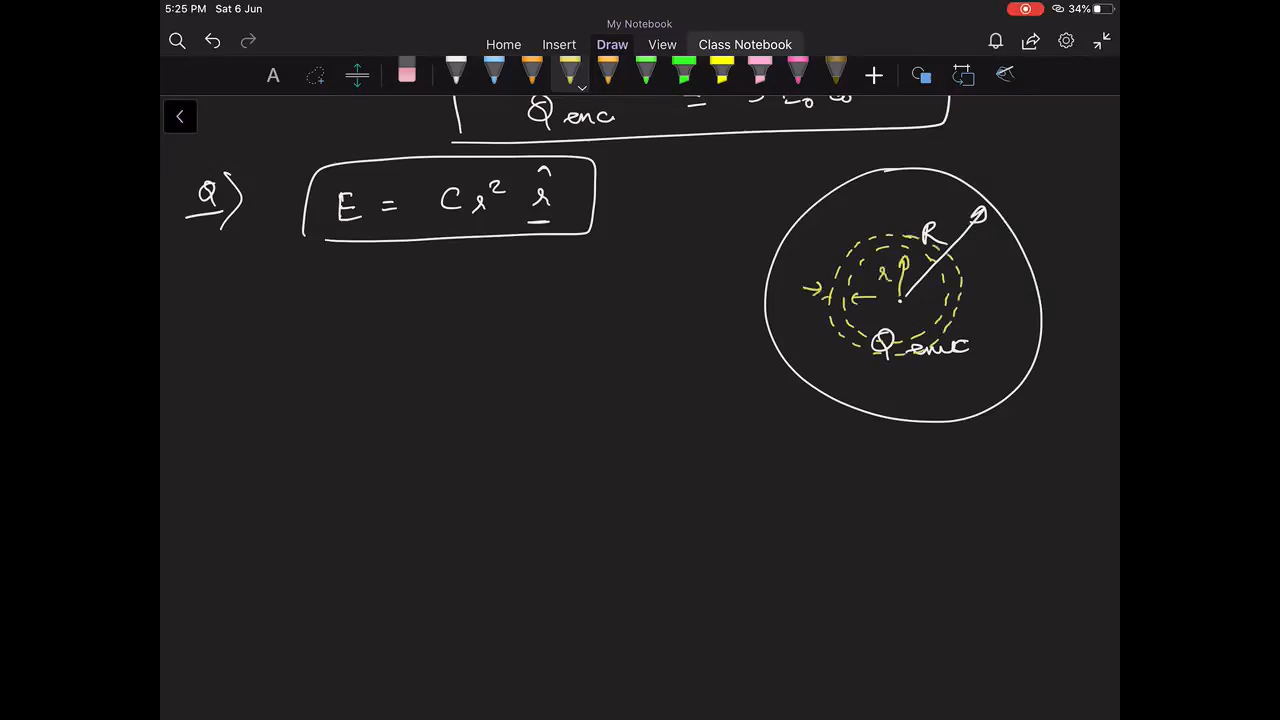 5:25 PM Sat 6 Jun
34%
My Notebook
Home Insert Draw View Class Notebook
A
Q enc =
Q) E = C r² r̂
R
r
Q enc